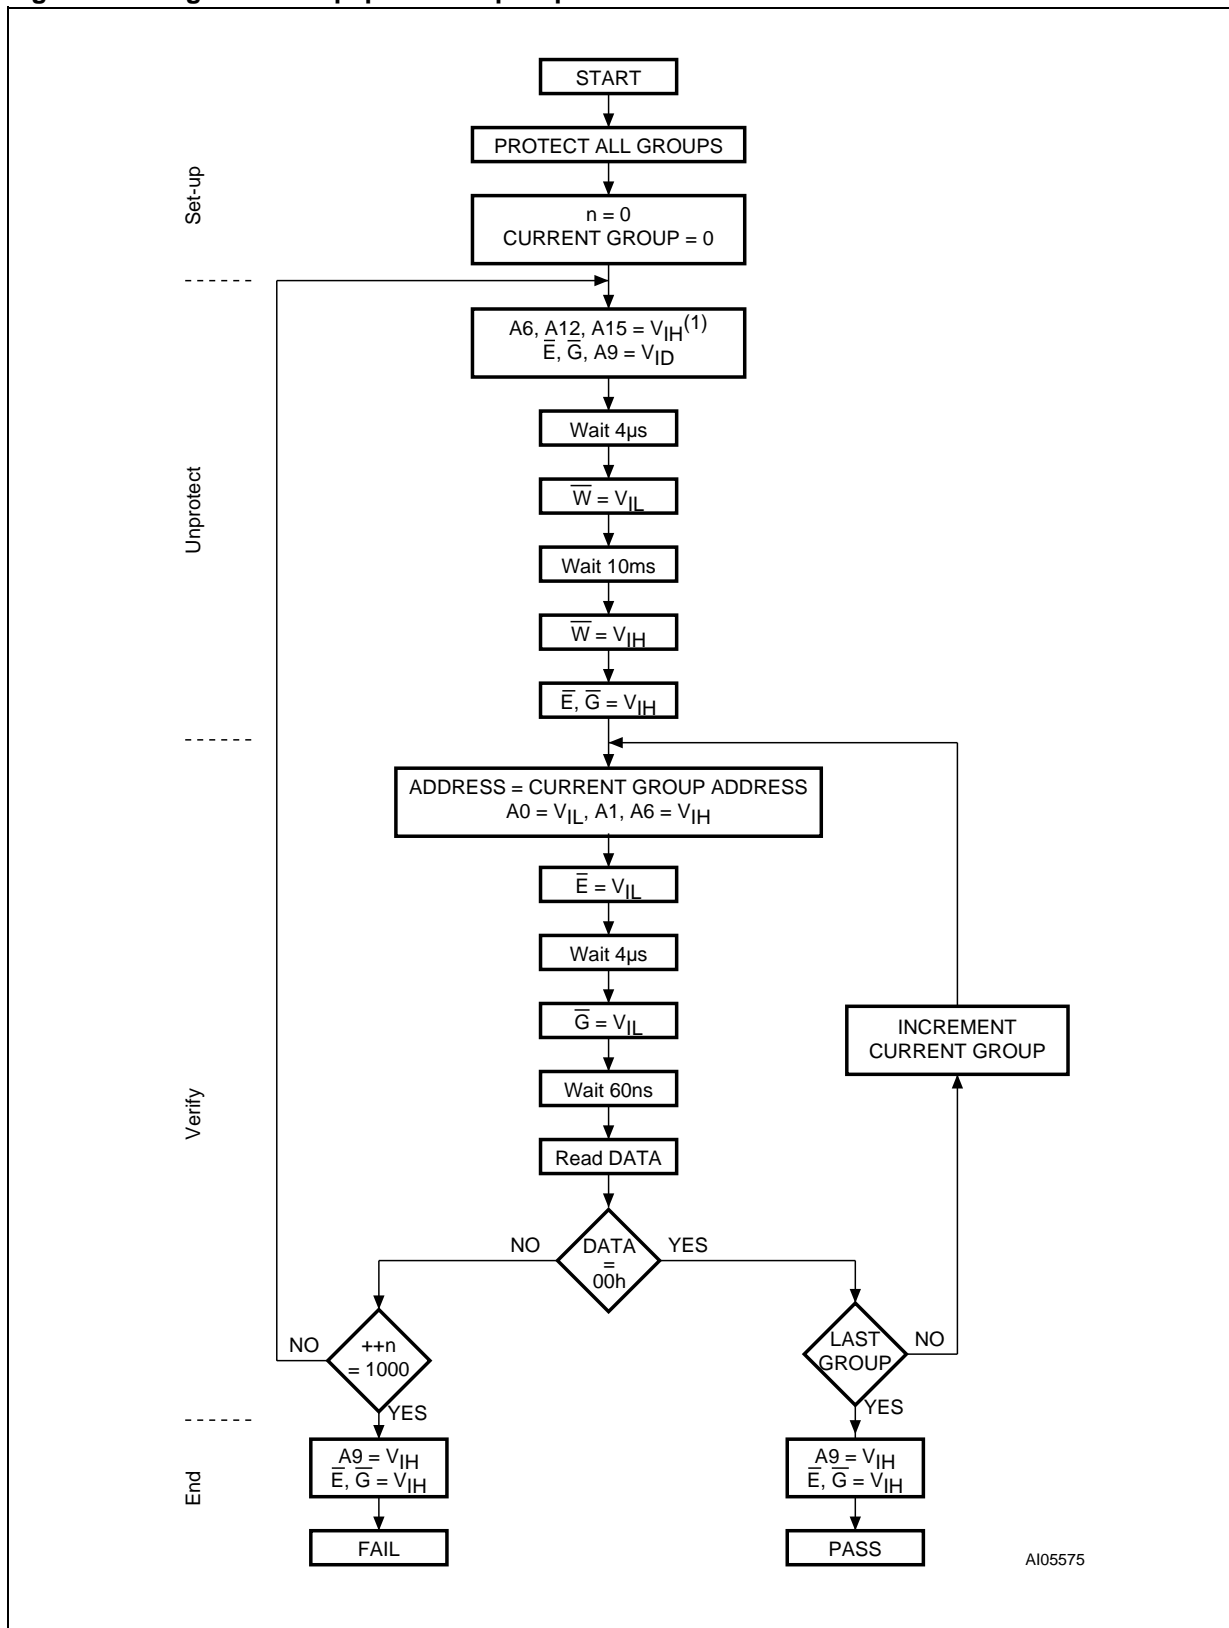 START
PROTECT ALL GROUPS
Set-up
n = 0
CURRENT GROUP = 0
A6, A12, A15 = VIH(1)
E̅, G̅, A9 = VID
Wait 4µs
Unprotect
W̅ = VIL
Wait 10ms
W̅ = VIH
E̅, G̅ = VIH
ADDRESS = CURRENT GROUP ADDRESS
A0 = VIL, A1, A6 = VIH
E̅ = VIL
Wait 4µs
G̅ = VIL
INCREMENT
CURRENT GROUP
Wait 60ns
Verify
Read DATA
NO
DATA
=
00h
YES
NO
++n
= 1000
YES
LAST
GROUP
NO
YES
End
A9 = VIH
E̅, G̅ = VIH
A9 = VIH
E̅, G̅ = VIH
FAIL
PASS
AI05575